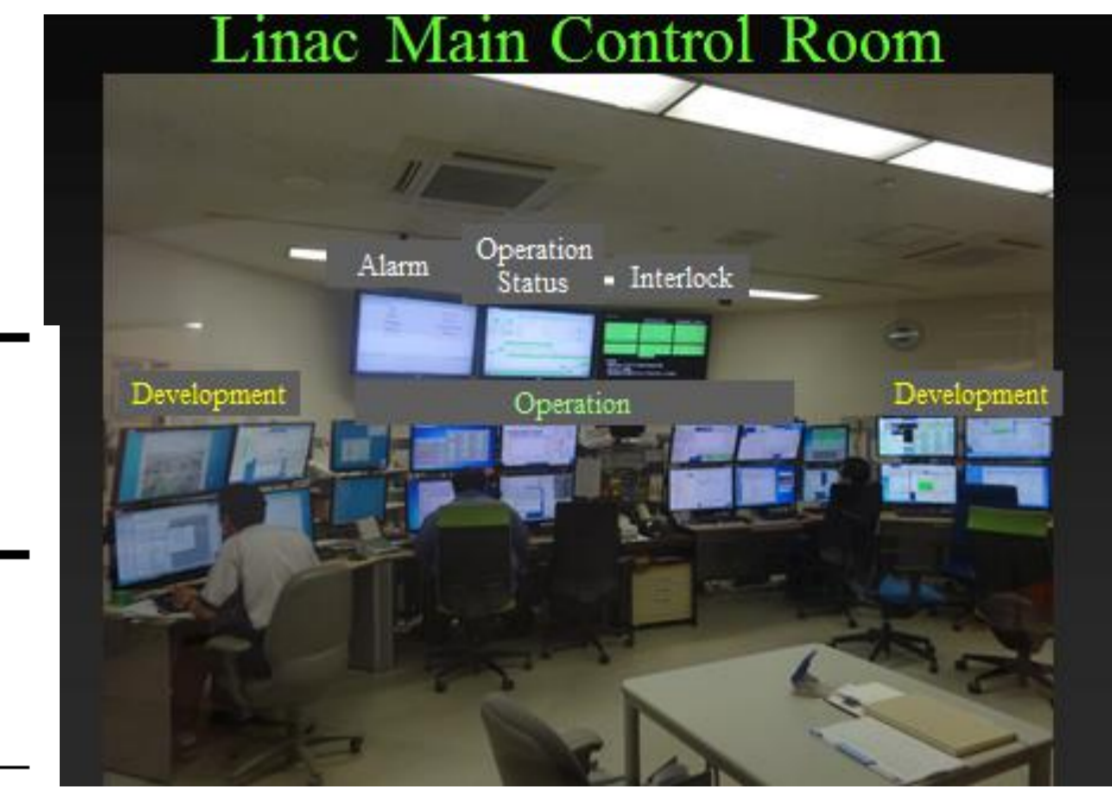 Linac Main Control Room
Alarm
Operation
Status
Interlock
Development
Operation
Development